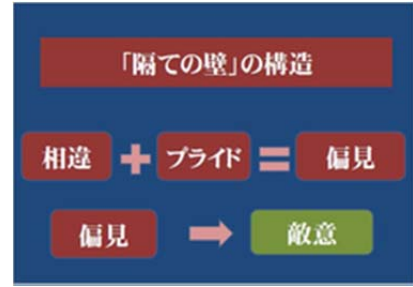 「隔ての壁」の構造
相違 + プライド = 偏見
偏見 → 敵意